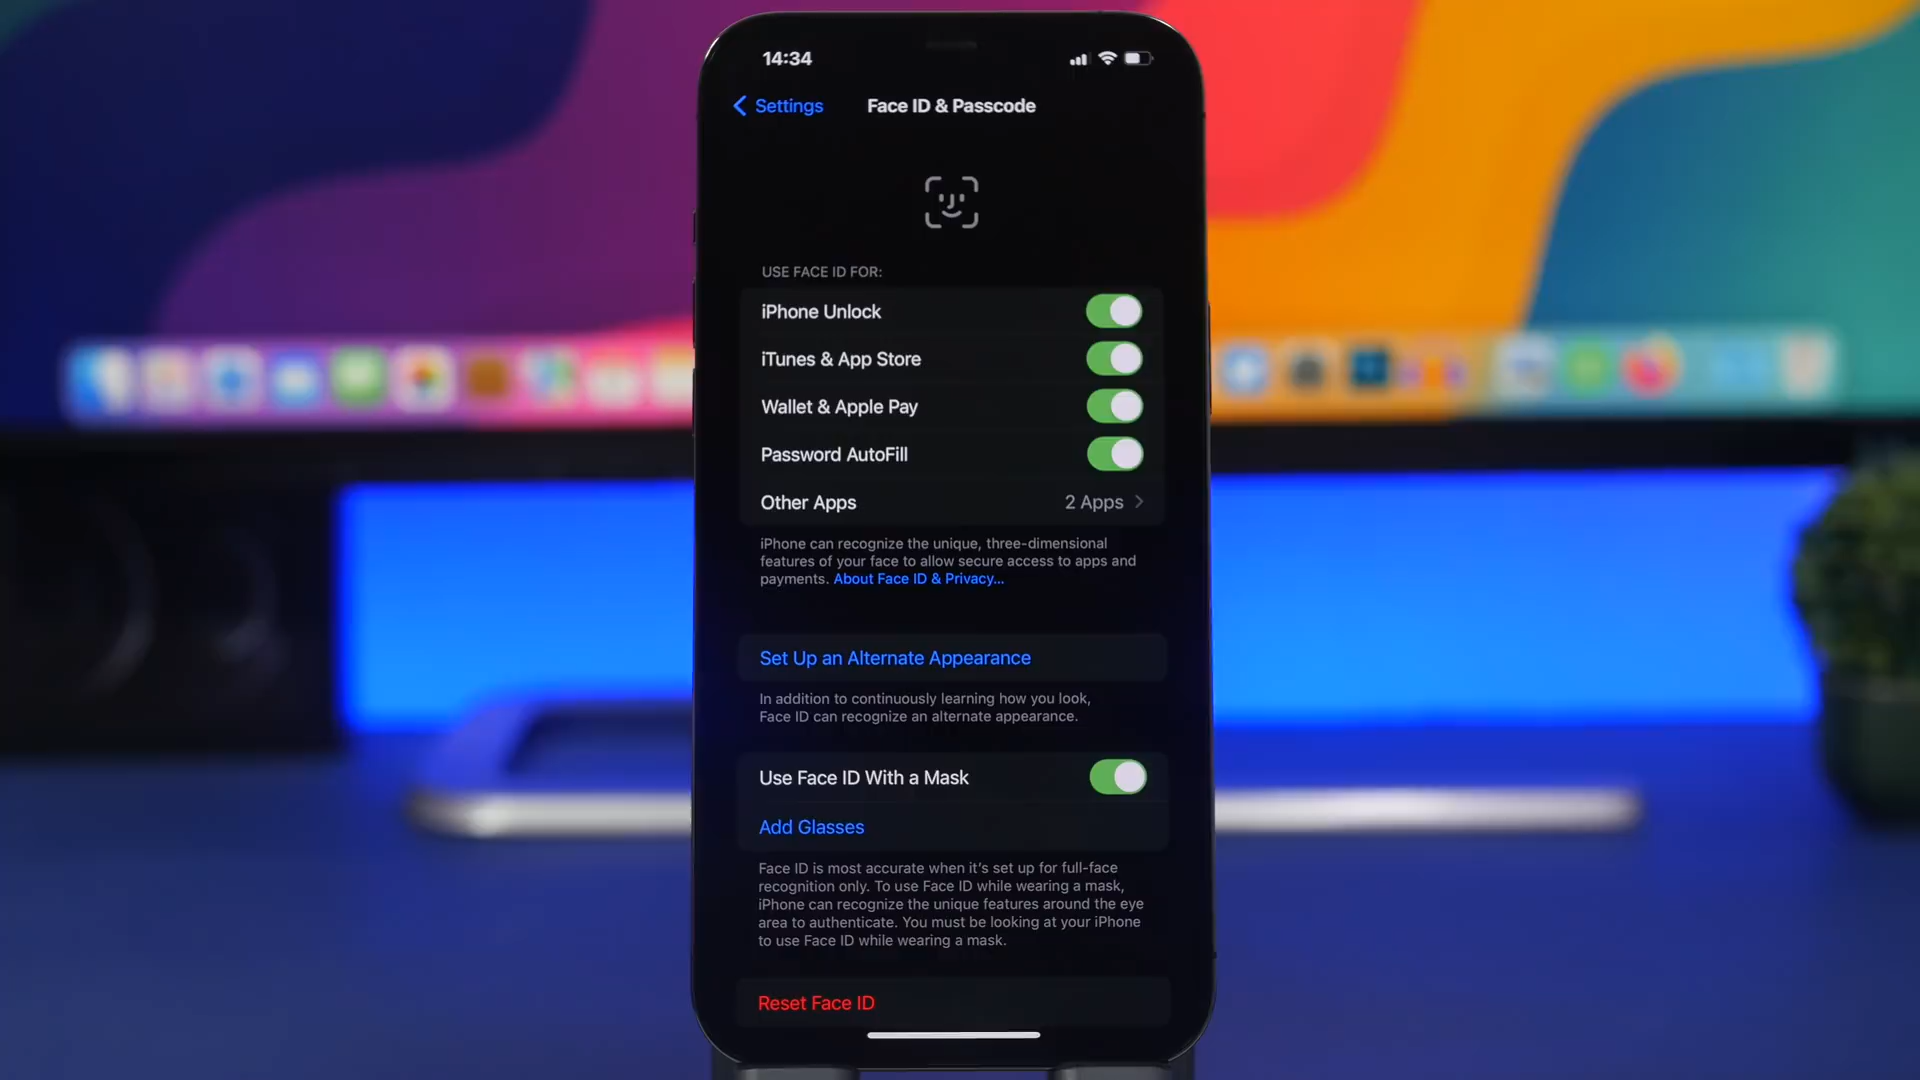 14:34
Settings
Face ID & Passcode
USE FACE ID FOR:
iPhone Unlock
iTunes & App Store
Wallet & Apple Pay
Password AutoFill
Other Apps 2 Apps
iPhone can recognize the unique, three-dimensional
features of your face to allow secure access to apps and
payments. About Face ID & Privacy...
Set Up an Alternate Appearance
In addition to continuously learning how you look,
Face ID can recognize an alternate appearance.
Use Face ID With a Mask
Add Glasses
Face ID is most accurate when it's set up for full-face
recognition only. To use Face ID while wearing a mask,
iPhone can recognize the unique features around the eye
area to authenticate. You must be looking at your iPhone
to use Face ID while wearing a mask.
Reset Face ID